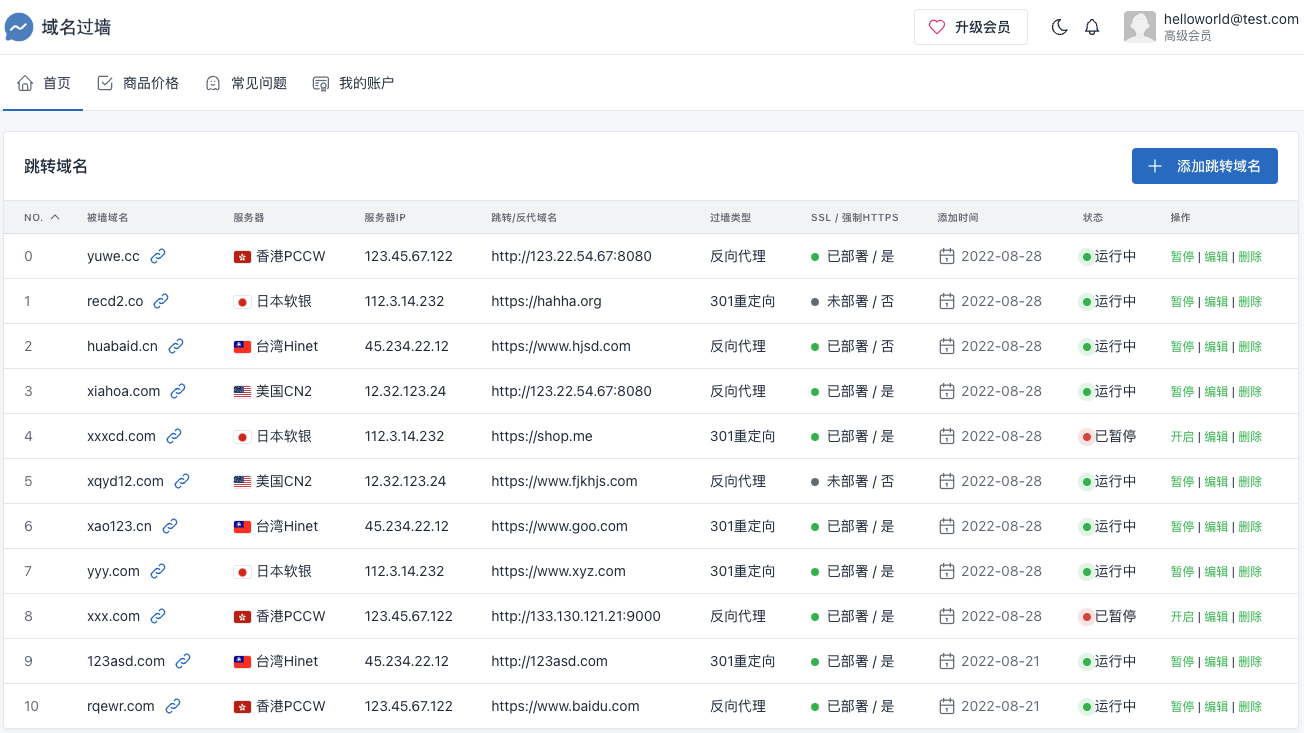 域名过墙
升级会员
helloworld@test.com
高级会员
首页 商品价格 常见问题 我的账户
跳转域名
添加跳转域名
NO. 被墙域名 服务器 服务器IP 跳转/反代域名 过墙类型 SSL / 强制HTTPS 添加时间 状态 操作
0 yuwe.cc 香港PCCW 123.45.67.122 http://123.22.54.67:8080 反向代理 已部署 / 是 2022-08-28 运行中 暂停 | 编辑 | 删除
1 recd2.co 日本软银 112.3.14.232 https://hahha.org 301重定向 未部署 / 否 2022-08-28 运行中 暂停 | 编辑 | 删除
2 huabaid.cn 台湾Hinet 45.234.22.12 https://www.hjsd.com 反向代理 已部署 / 否 2022-08-28 运行中 暂停 | 编辑 | 删除
3 xiahoa.com 美国CN2 12.32.123.24 http://123.22.54.67:8080 反向代理 已部署 / 是 2022-08-28 运行中 暂停 | 编辑 | 删除
4 xxxcd.com 日本软银 112.3.14.232 https://shop.me 301重定向 已部署 / 是 2022-08-28 已暂停 开启 | 编辑 | 删除
5 xqyd12.com 美国CN2 12.32.123.24 https://www.fjkhjs.com 反向代理 未部署 / 否 2022-08-28 运行中 暂停 | 编辑 | 删除
6 xao123.cn 台湾Hinet 45.234.22.12 https://www.goo.com 301重定向 已部署 / 是 2022-08-28 运行中 暂停 | 编辑 | 删除
7 yyy.com 日本软银 112.3.14.232 https://www.xyz.com 301重定向 已部署 / 是 2022-08-28 运行中 暂停 | 编辑 | 删除
8 xxx.com 香港PCCW 123.45.67.122 http://133.130.121.21:9000 反向代理 已部署 / 是 2022-08-28 已暂停 开启 | 编辑 | 删除
9 123asd.com 台湾Hinet 45.234.22.12 http://123asd.com 301重定向 已部署 / 是 2022-08-21 运行中 暂停 | 编辑 | 删除
10 rqewr.com 香港PCCW 123.45.67.122 https://www.baidu.com 反向代理 已部署 / 是 2022-08-21 运行中 暂停 | 编辑 | 删除